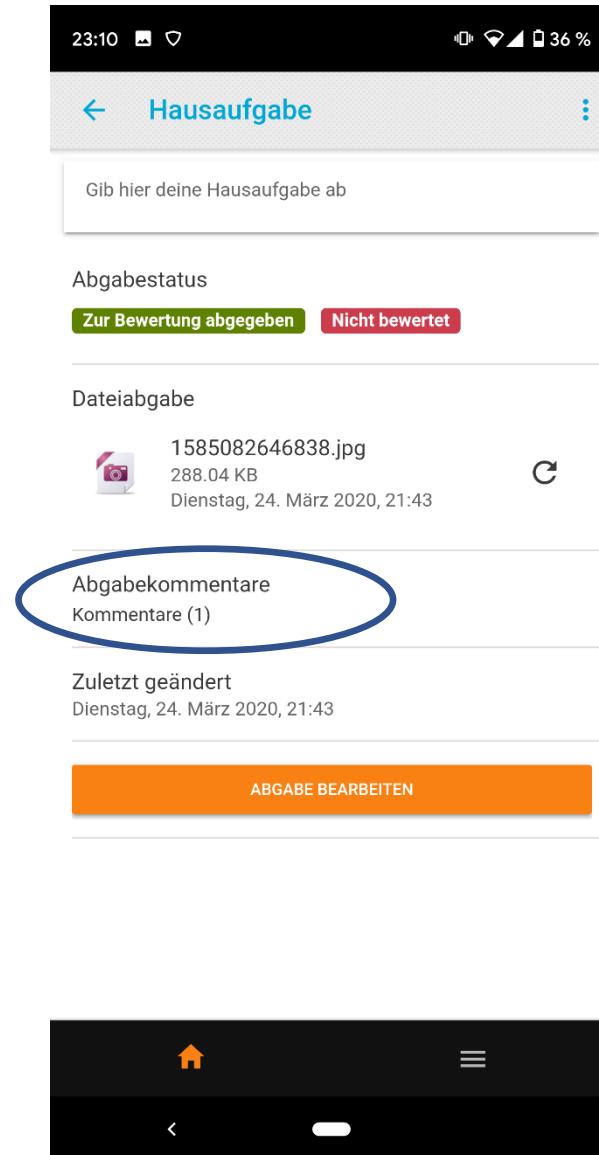 23:10
36 %
Hausaufgabe
Gib hier deine Hausaufgabe ab
Abgabestatus
Zur Bewertung abgegeben Nicht bewertet
Dateiabgabe
1585082646838.jpg
288.04 KB
Dienstag, 24. März 2020, 21:43
Abgabekommentare
Kommentare (1)
Zuletzt geändert
Dienstag, 24. März 2020, 21:43
ABGABE BEARBEITEN